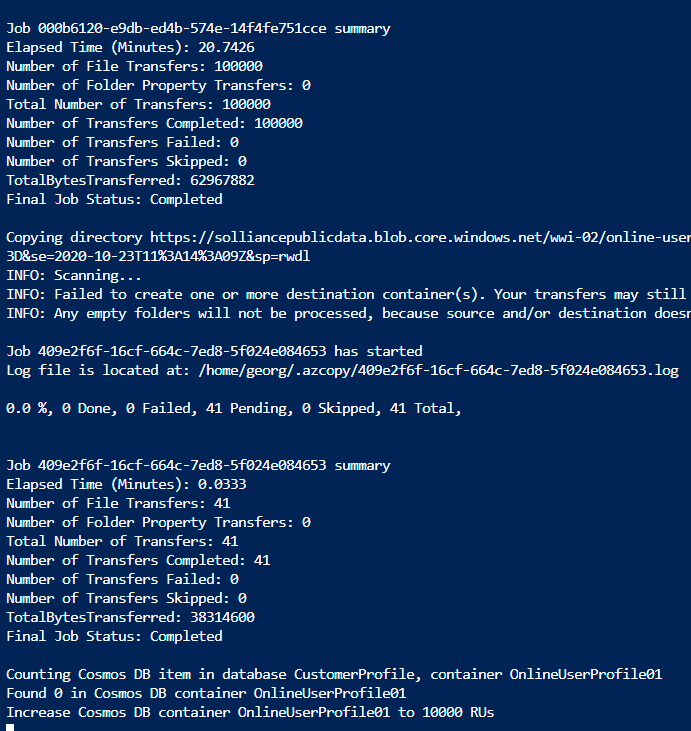 Job 000b6120-e9db-ed4b-574e-14f4fe751cce summary
Elapsed Time (Minutes): 20.7426
Number of File Transfers: 100000
Number of Folder Property Transfers: 0
Total Number of Transfers: 100000
Number of Transfers Completed: 100000
Number of Transfers Failed: 0
Number of Transfers Skipped: 0
TotalBytesTransferred: 62967882
Final Job Status: Completed
Copying directory https://solliancepublicdata.blob.core.windows.net/wwi-02/online-user
3D&se=2020-10-23T11%3A14%3A09Z&sp=rwdl
INFO: Scanning...
INFO: Failed to create one or more destination container(s). Your transfers may still
INFO: Any empty folders will not be processed, because source and/or destination doesn
Job 409e2f6f-16cf-664c-7ed8-5f024e084653 has started
Log file is located at: /home/georg/.azcopy/409e2f6f-16cf-664c-7ed8-5f024e084653.log
0.0 %, 0 Done, 0 Failed, 41 Pending, 0 Skipped, 41 Total,
Job 409e2f6f-16cf-664c-7ed8-5f024e084653 summary
Elapsed Time (Minutes): 0.0333
Number of File Transfers: 41
Number of Folder Property Transfers: 0
Total Number of Transfers: 41
Number of Transfers Completed: 41
Number of Transfers Failed: 0
Number of Transfers Skipped: 0
TotalBytesTransferred: 38314600
Final Job Status: Completed
Counting Cosmos DB item in database CustomerProfile, container OnlineUserProfile01
Found 0 in Cosmos DB container OnlineUserProfile01
Increase Cosmos DB container OnlineUserProfile01 to 10000 RUs